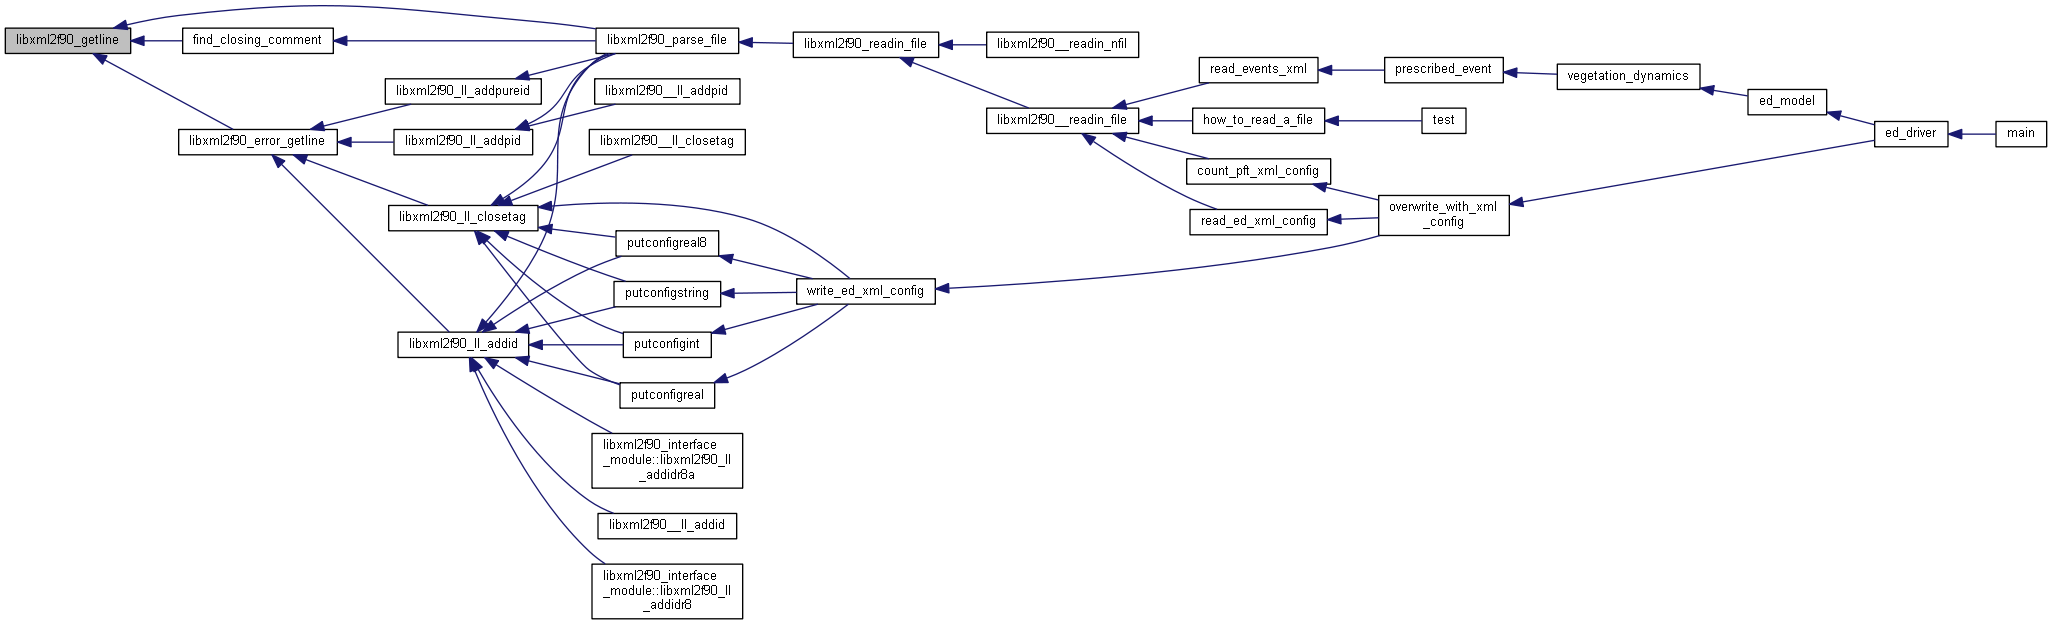 libxml2f90_getline
find_closing_comment
libxml2f90_parse_file
libxml2f90_readin_file
libxml2f90__readin_nfil
read_events_xml
prescribed_event
vegetation_dynamics
libxml2f90_ll_addpureid
libxml2f90__ll_addpid
ed_model
libxml2f90__readin_file
how_to_read_a_file
test
libxml2f90_error_getline
libxml2f90_ll_addpid
libxml2f90__ll_closetag
ed_driver
main
count_pft_xml_config
libxml2f90_ll_closetag
read_ed_xml_config
overwrite_with_xml
_config
putconfigreal8
putconfigstring
write_ed_xml_config
libxml2f90_ll_addid
putconfigint
putconfigreal
libxml2f90_interface
_module::libxml2f90_ll
_addidr8a
libxml2f90__ll_addid
libxml2f90_interface
_module::libxml2f90_ll
_addidr8